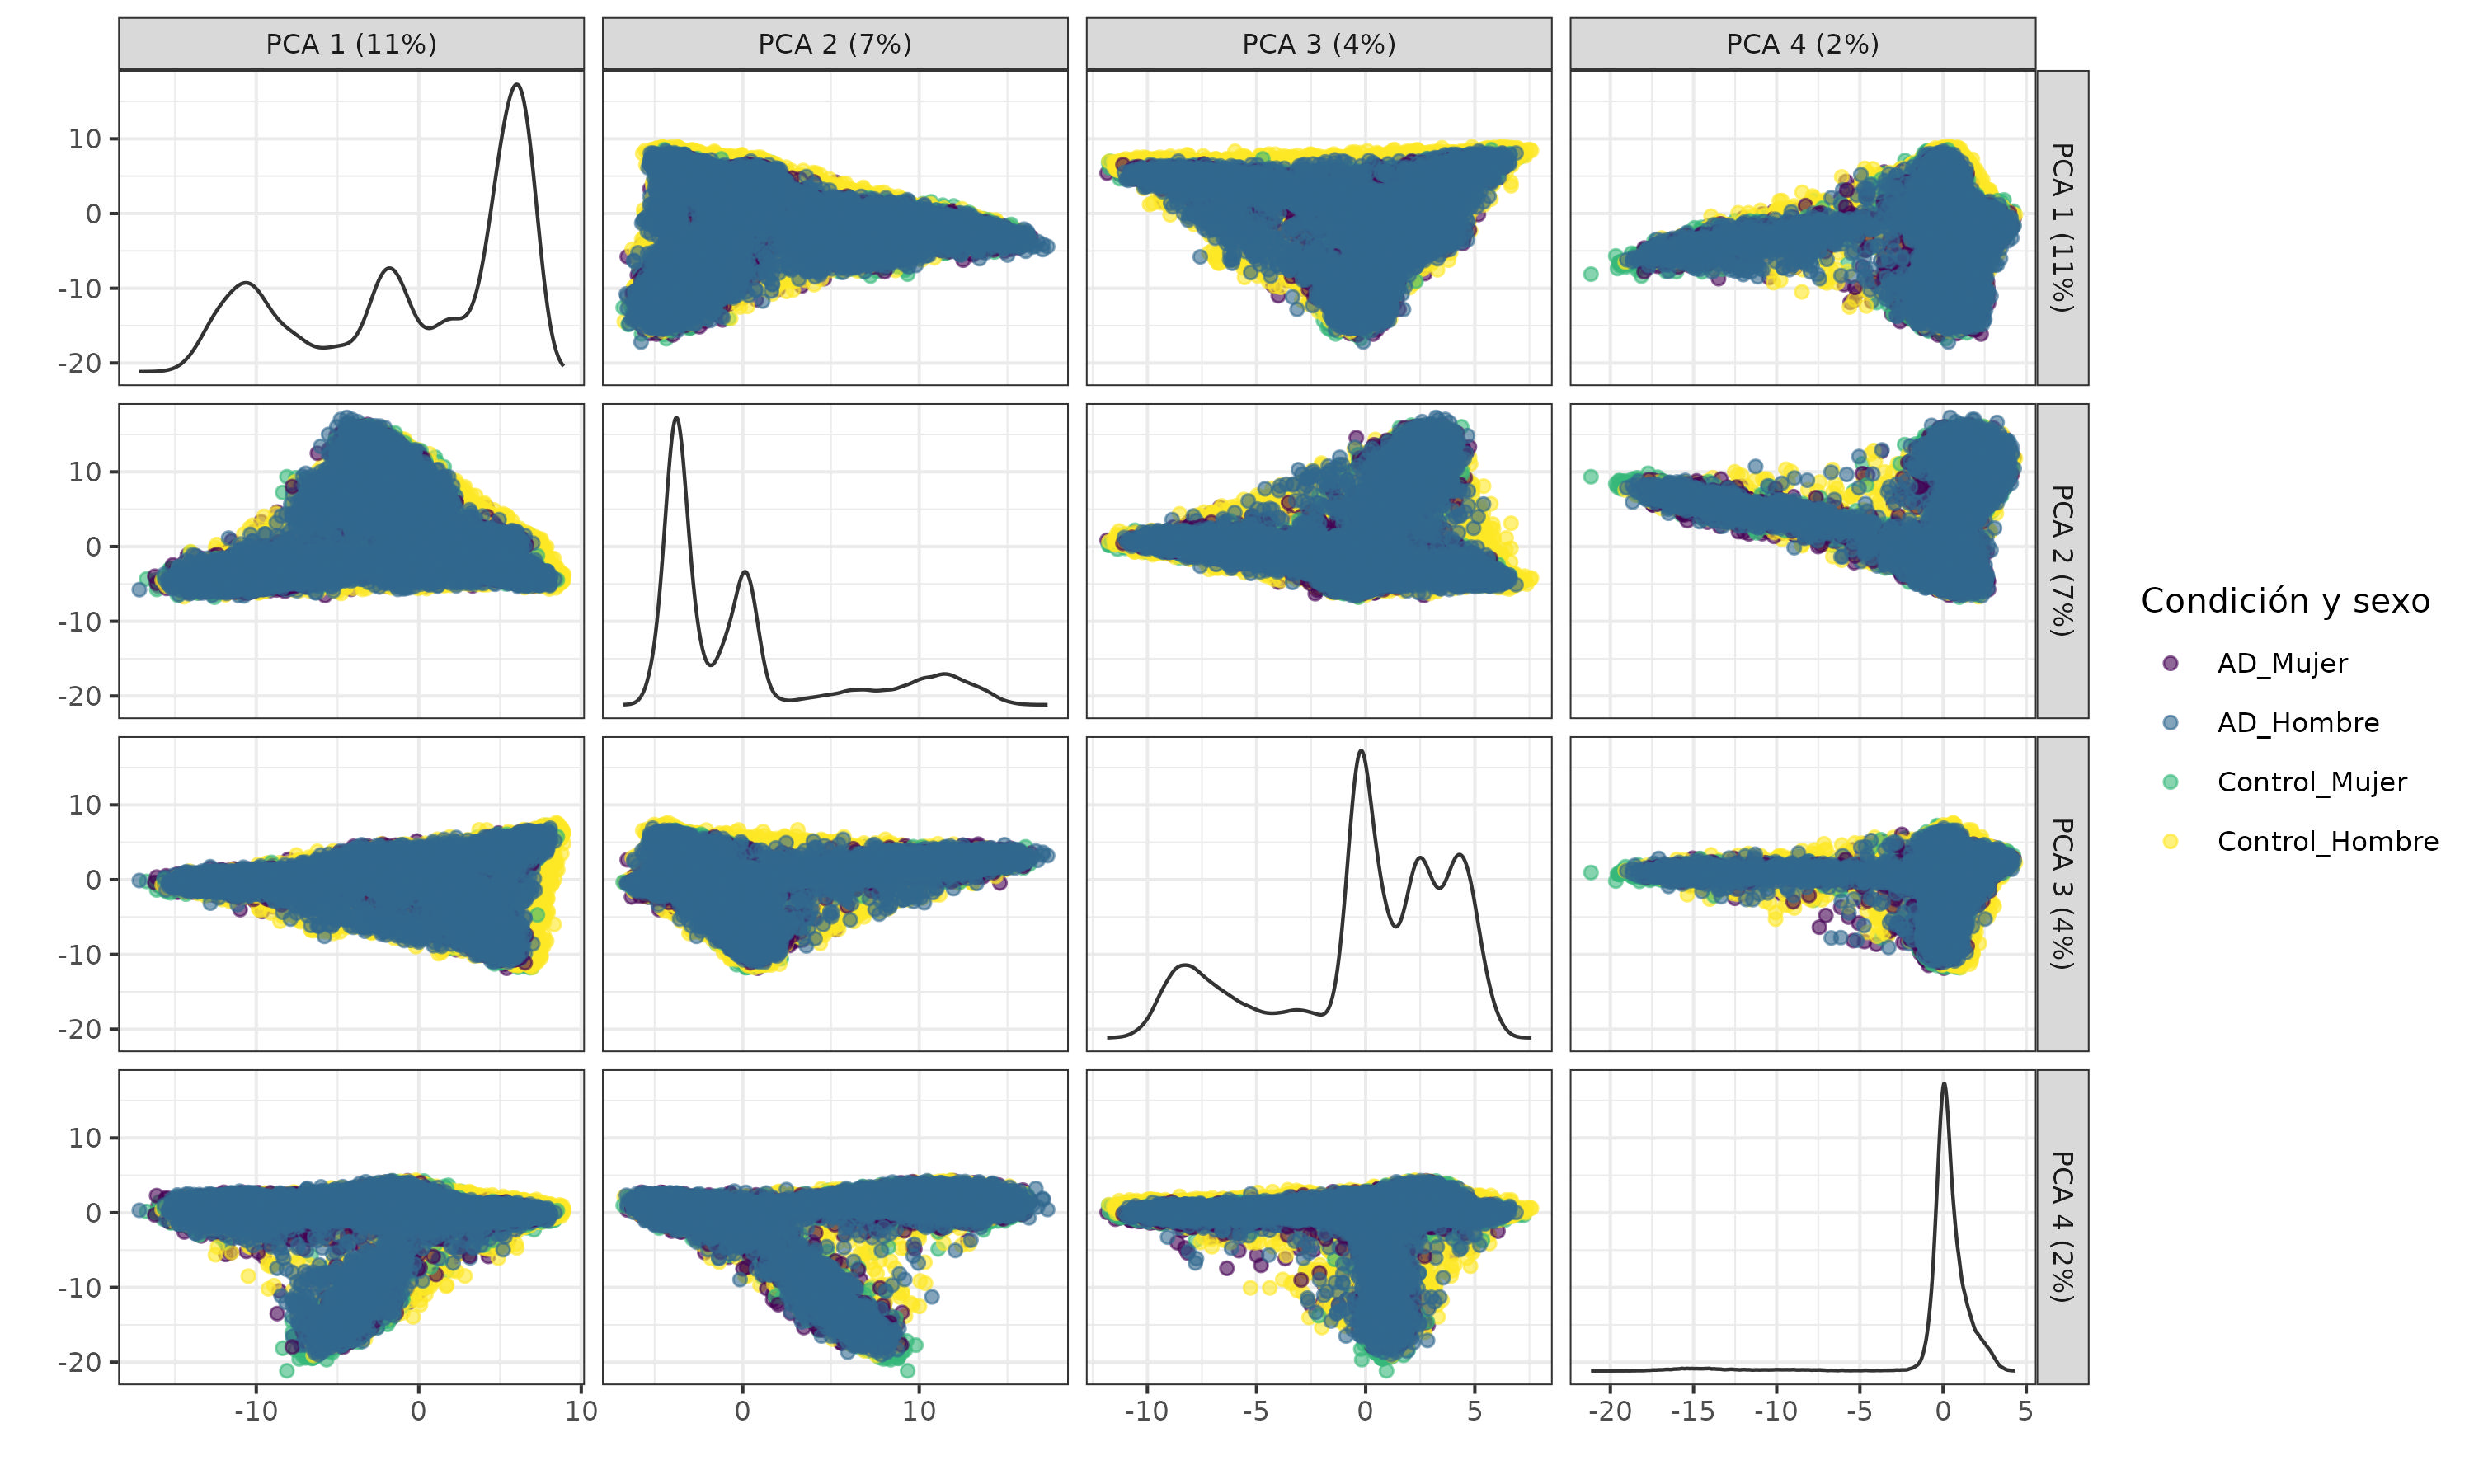 PCA 1 (11%) PCA 2 (7%) PCA 3 (4%) PCA 4 (2%)
10
0
-10
-20
PCA 1 (11%)
10
0
-10
-20
PCA 2 (7%)
10
0
-10
-20
PCA 3 (4%)
10
0
-10
-20
PCA 4 (2%)
-10 0 10 0 10 -10 -5 0 5 -20 -15 -10 -5 0 5
Condición y sexo
AD_Mujer
AD_Hombre
Control_Mujer
Control_Hombre